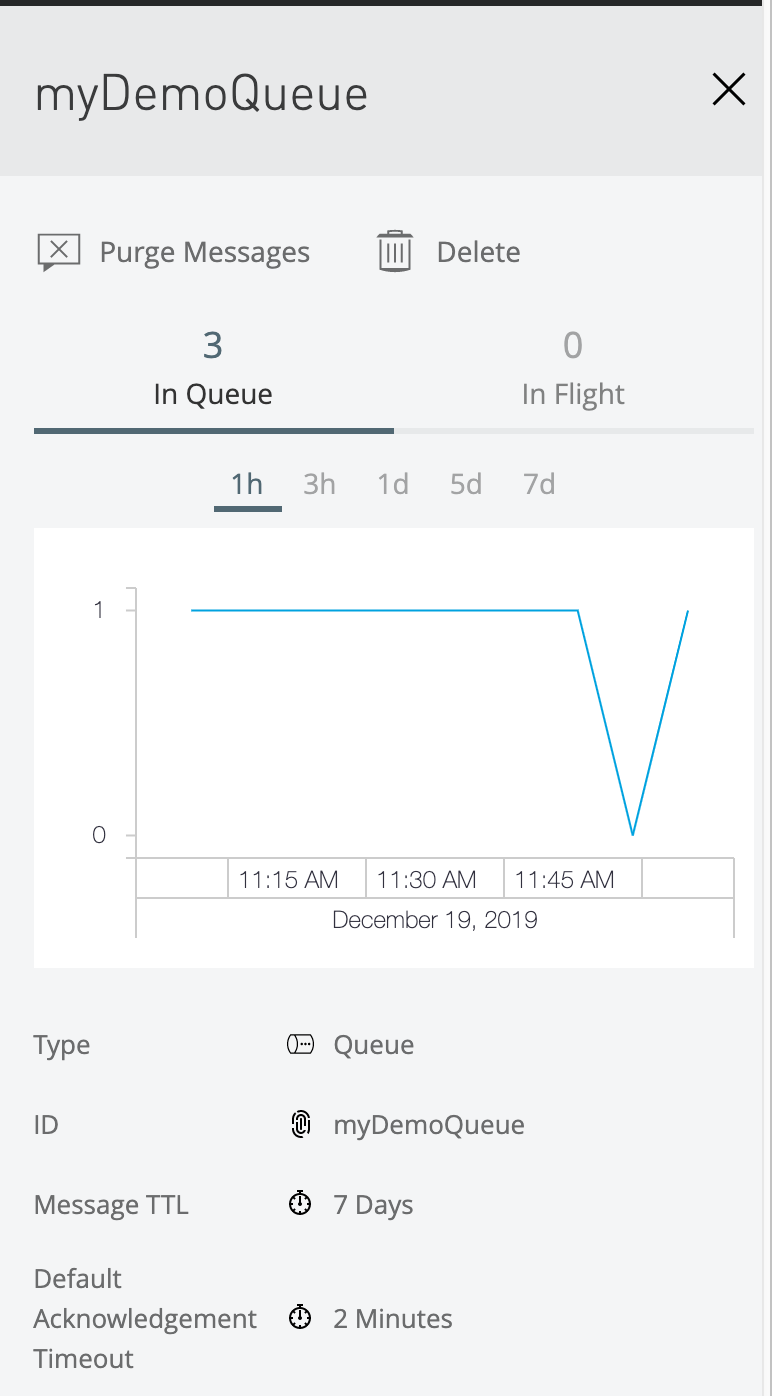 myDemoQueue
Purge Messages Delete
3 0
In Queue In Flight
1h 3h 1d 5d 7d
1
0
11:15 AM 11:30 AM 11:45 AM
December 19, 2019
Type Queue
ID myDemoQueue
Message TTL 7 Days
Default
Acknowledgement 2 Minutes
Timeout